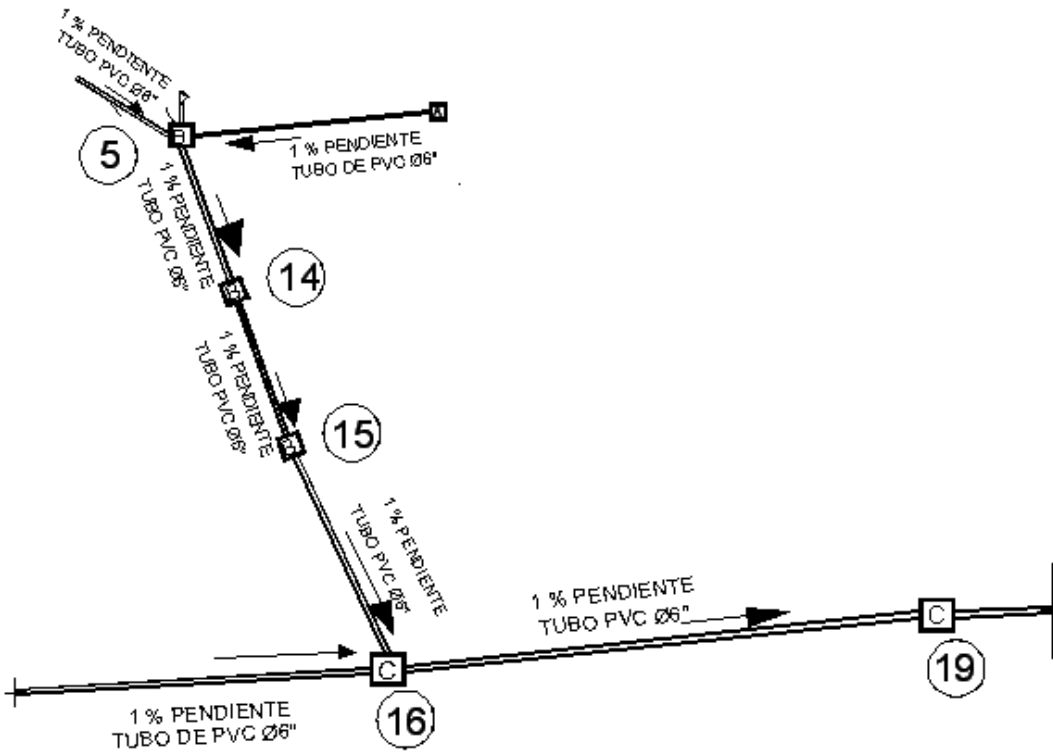 1 % PENDIENTE
TUBO PVC Ø6"
B
A
5
1 % PENDIENTE
TUBO DE PVC Ø6"
1 % PENDIENTE
TUBO PVC Ø6"
14
1 % PENDIENTE
TUBO PVC Ø6"
15
1 % PENDIENTE
TUBO PVC Ø6"
1 % PENDIENTE
TUBO PVC Ø6"
C
19
C
16
1 % PENDIENTE
TUBO DE PVC Ø6"